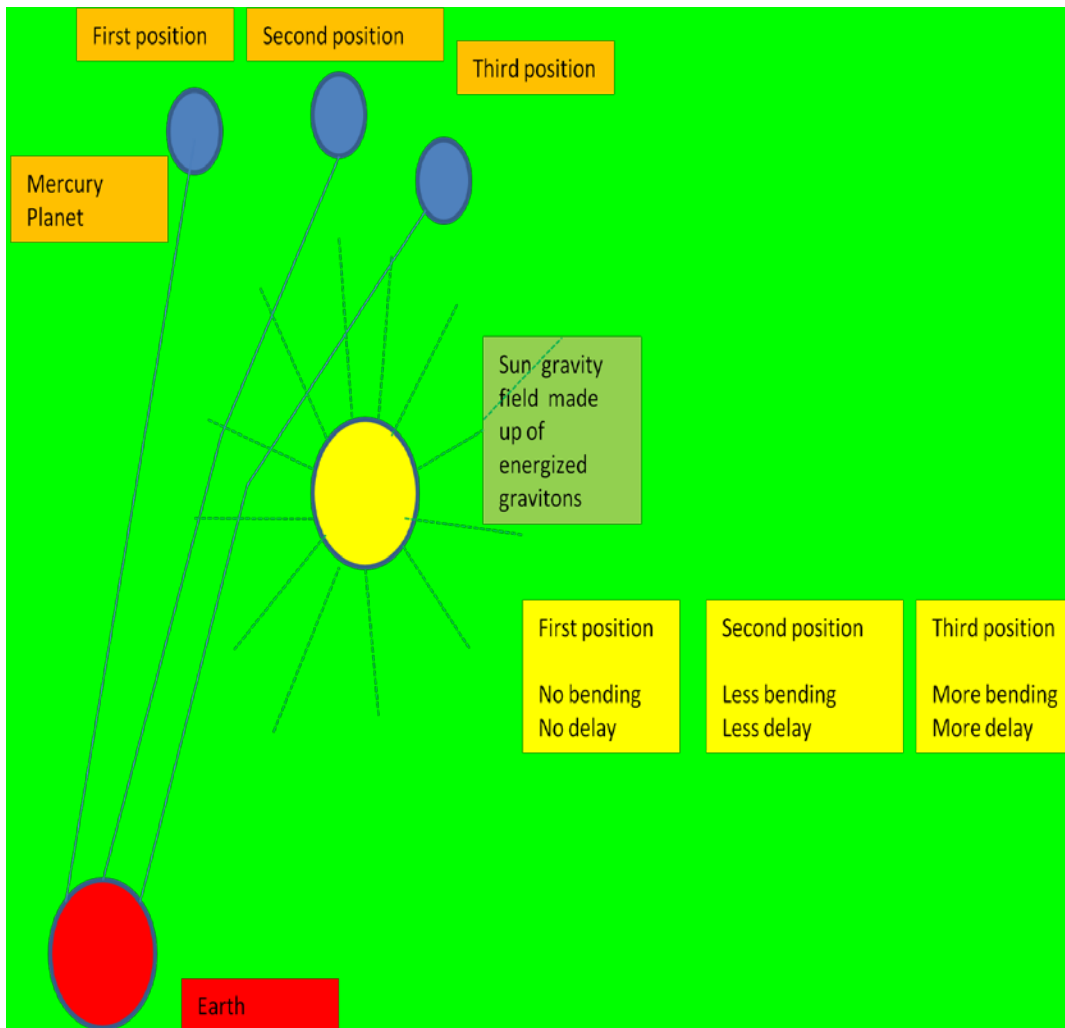 First position
Second position
Third position
Mercury
Planet
Sun gravity
field made
up of
energized
gravitons
First position
No bending
No delay
Second position
Less bending
Less delay
Third position
More bending
More delay
Earth